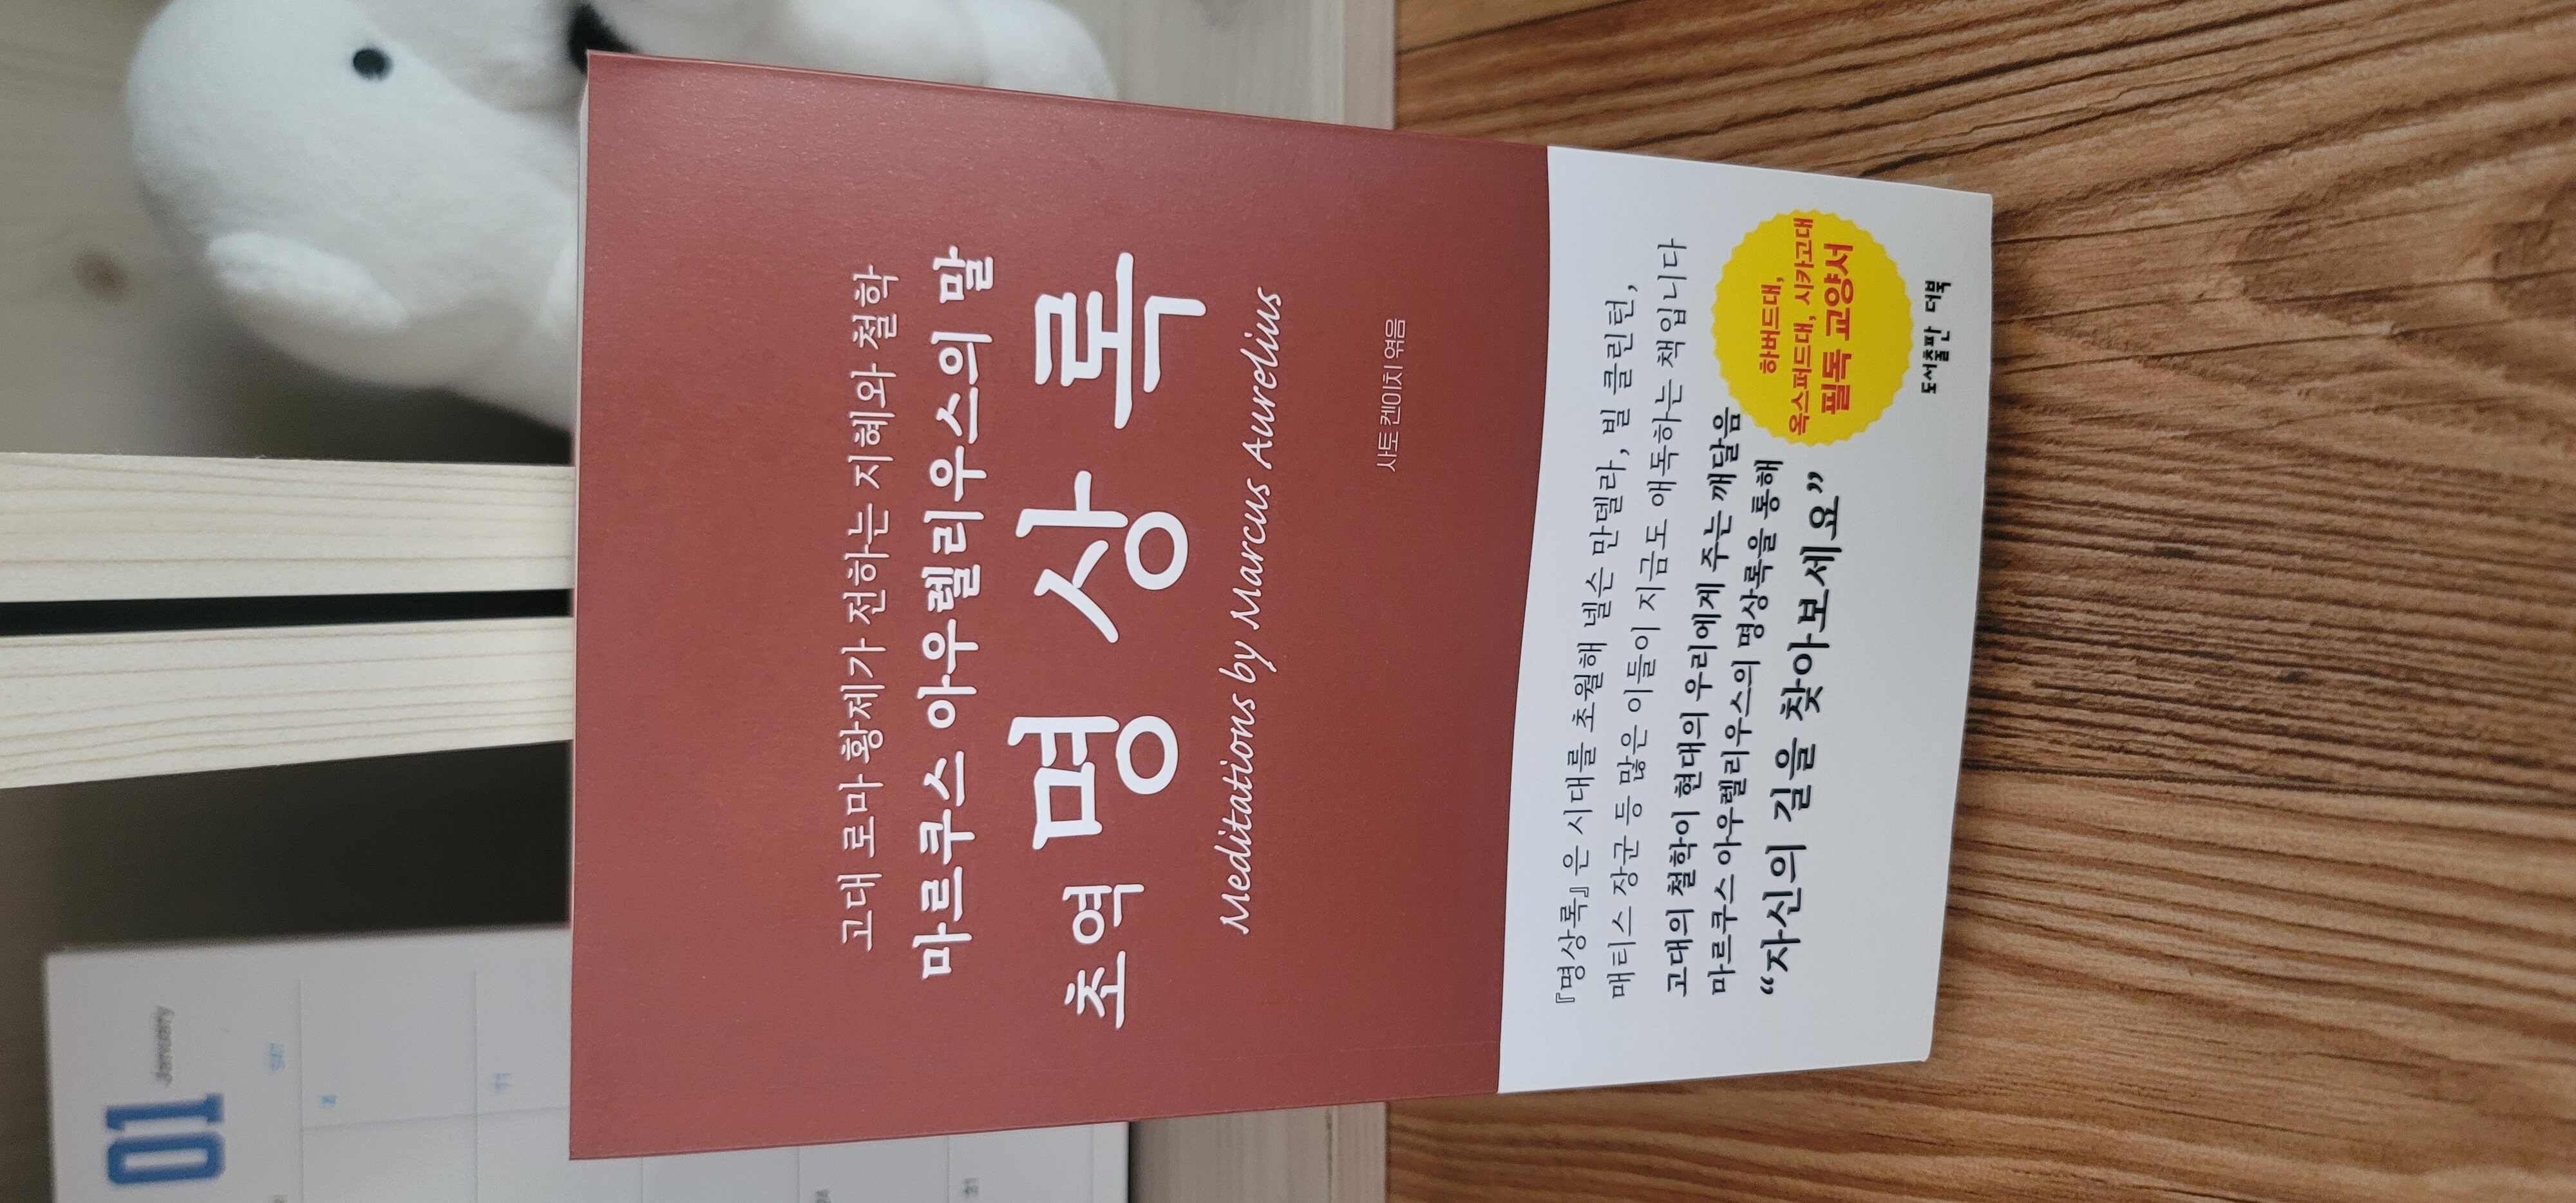 고대 로마 황제가 전하는 지혜와 철학
마르쿠스 아우렐리우스의 말
초역 명상록
Meditations by Marcus Aurelius
사토 켄이치 엮음
『명상록』은 시대를 초월해 넬슨 만델라, 빌 클린턴,
매티스 장군 등 많은 이들이 지금도 애독하는 책입니다
고대의 철학이 현대의 우리에게 주는 깨달음
마르쿠스 아우렐리우스의 명상록을 통해
“자신의 길을 찾아보세요”
하버드대,
옥스퍼드대, 시카고대
필독 교양서
도서출판 더북
01
January
SAT
11
24
31